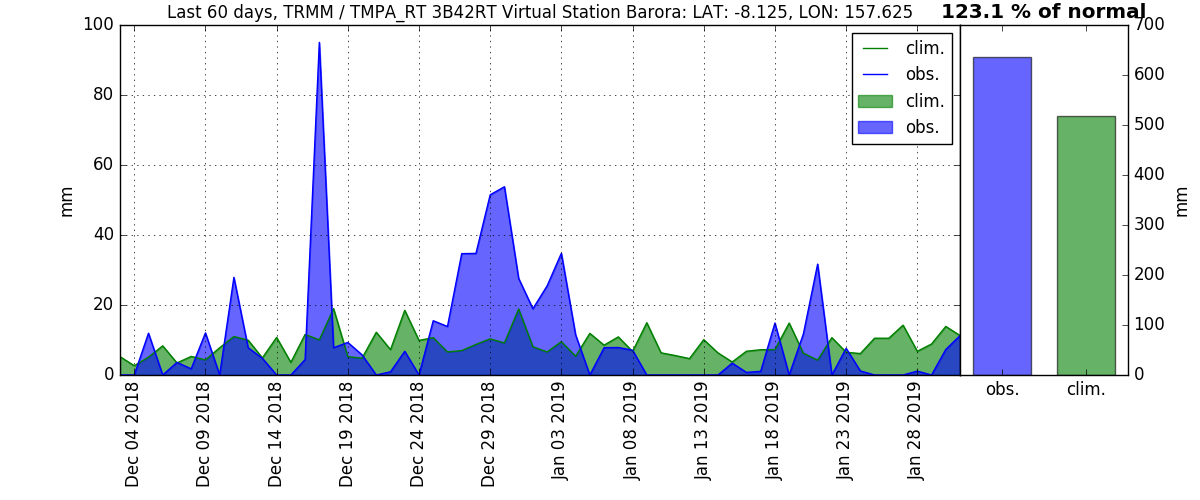 Last 60 days, TRMM / TMPA_RT 3B42RT Virtual Station Barora: LAT: -8.125, LON: 157.625
123.1 % of normal
100
80
60
40
20
0
mm
clim.
obs.
clim.
obs.
700
600
500
400
300
200
100
0
mm
obs.
clim.
Dec 04 2018
Dec 09 2018
Dec 14 2018
Dec 19 2018
Dec 24 2018
Dec 29 2018
Jan 03 2019
Jan 08 2019
Jan 13 2019
Jan 18 2019
Jan 23 2019
Jan 28 2019